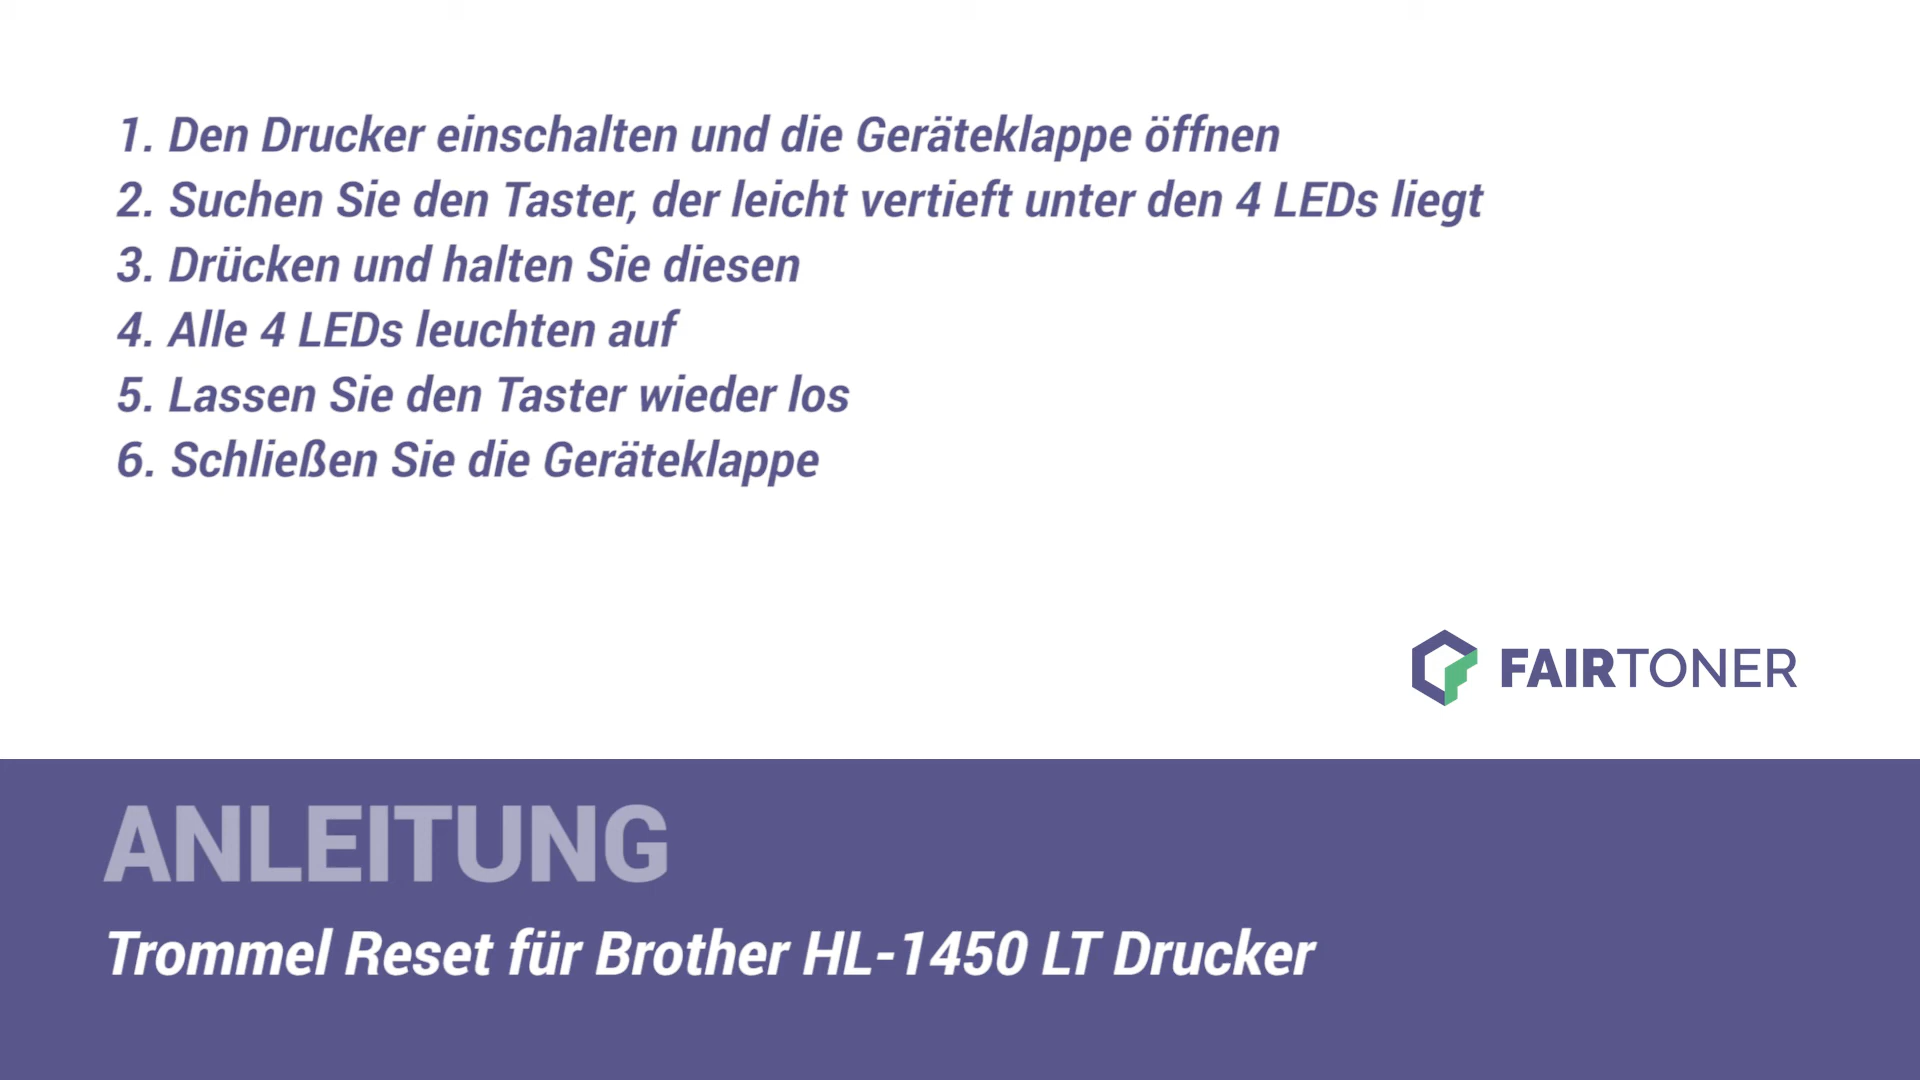 1. Den Drucker einschalten und die Geräteklappe öffnen
2. Suchen Sie den Taster, der leicht vertieft unter den 4 LEDs liegt
3. Drücken und halten Sie diesen
4. Alle 4 LEDs leuchten auf
5. Lassen Sie den Taster wieder los
6. Schließen Sie die Geräteklappe
FAIRTONER
ANLEITUNG
Trommel Reset für Brother HL-1450 LT Drucker